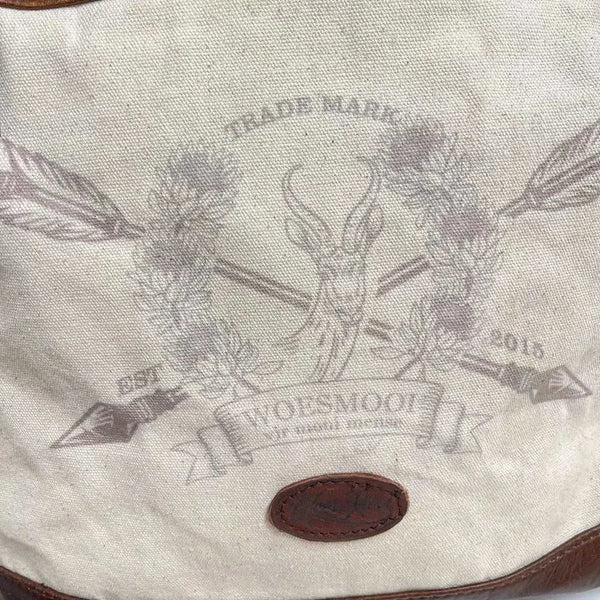 TRADE MARK
EST 2015
WOESMOOI
vir mooi mense